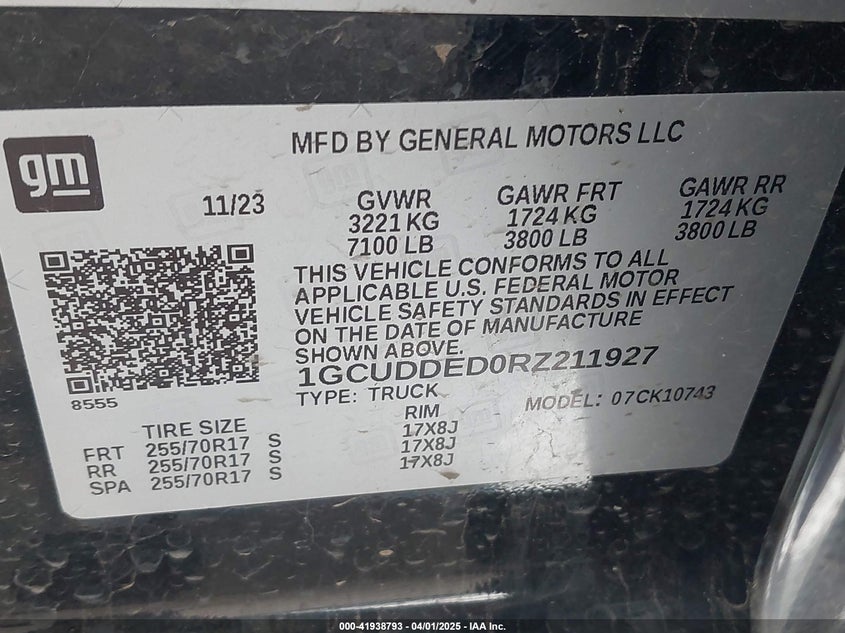 MFD BY GENERAL MOTORS LLC
gm
11/23
GVWR
3221 KG
7100 LB
GAWR FRT
1724 KG
3800 LB
GAWR RR
1724 KG
3800 LB
THIS VEHICLE CONFORMS TO ALL
APPLICABLE U.S. FEDERAL MOTOR
VEHICLE SAFETY STANDARDS IN EFFECT
ON THE DATE OF MANUFACTURE
SHOWN ABOVE.
1GCUDDED0RZ211927
TYPE: TRUCK
MODEL: 07CK10743
8555
TIRE SIZE RIM
FRT 255/70R17 S 17X8J
RR 255/70R17 S 17X8J
SPA 255/70R17 S 17X8J
000-41938793 - 04/01/2025 - IAA Inc.